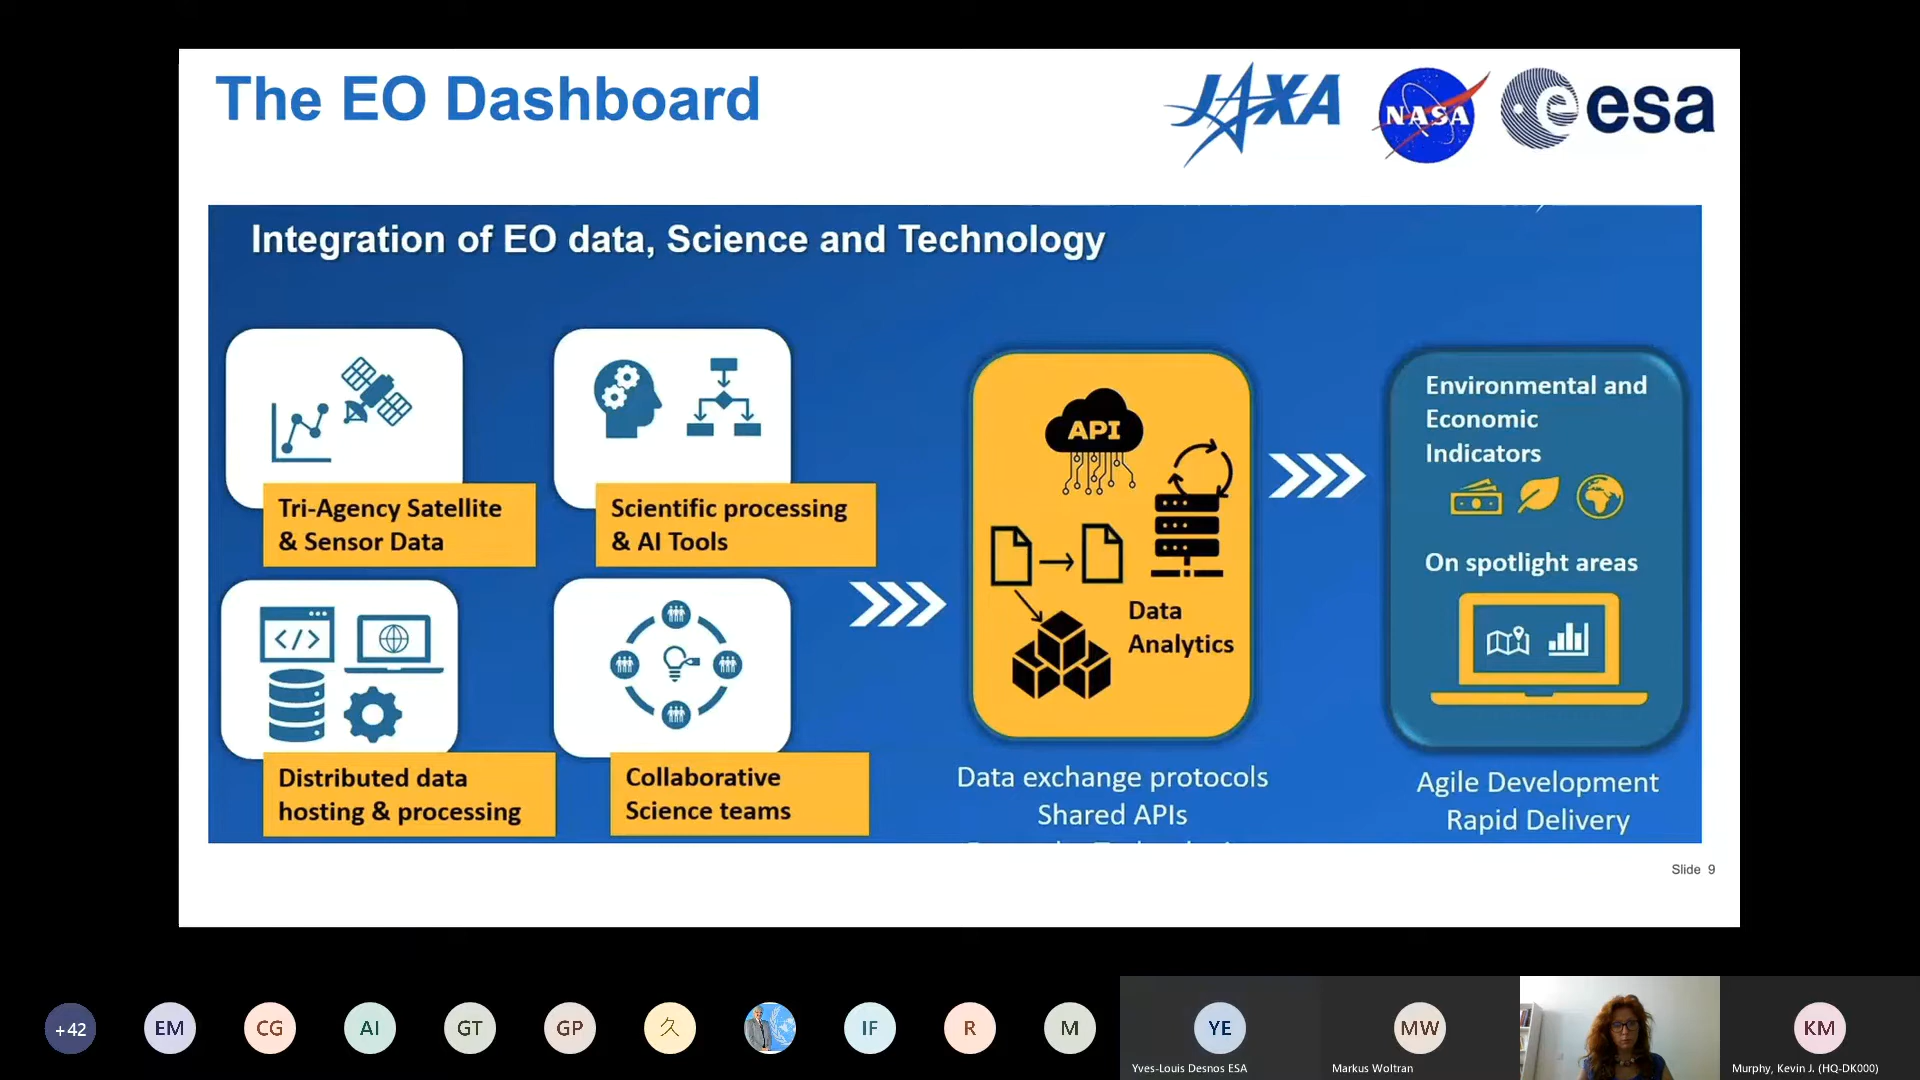 The EO Dashboard
JAXA
NASA
esa
Integration of EO data, Science and Technology
Tri-Agency Satellite
& Sensor Data
Scientific processing
& AI Tools
Distributed data
hosting & processing
Collaborative
Science teams
API
Data
Analytics
Data exchange protocols
Shared APIs
Environmental and
Economic
Indicators
On spotlight areas
Agile Development
Rapid Delivery
Slide 9
+42
EM
CG
AI
GT
GP
久
IF
R
M
YE
Yves-Louis Desnos ESA
MW
Markus Woltran
KM
Murphy, Kevin J. (HQ-DK000)